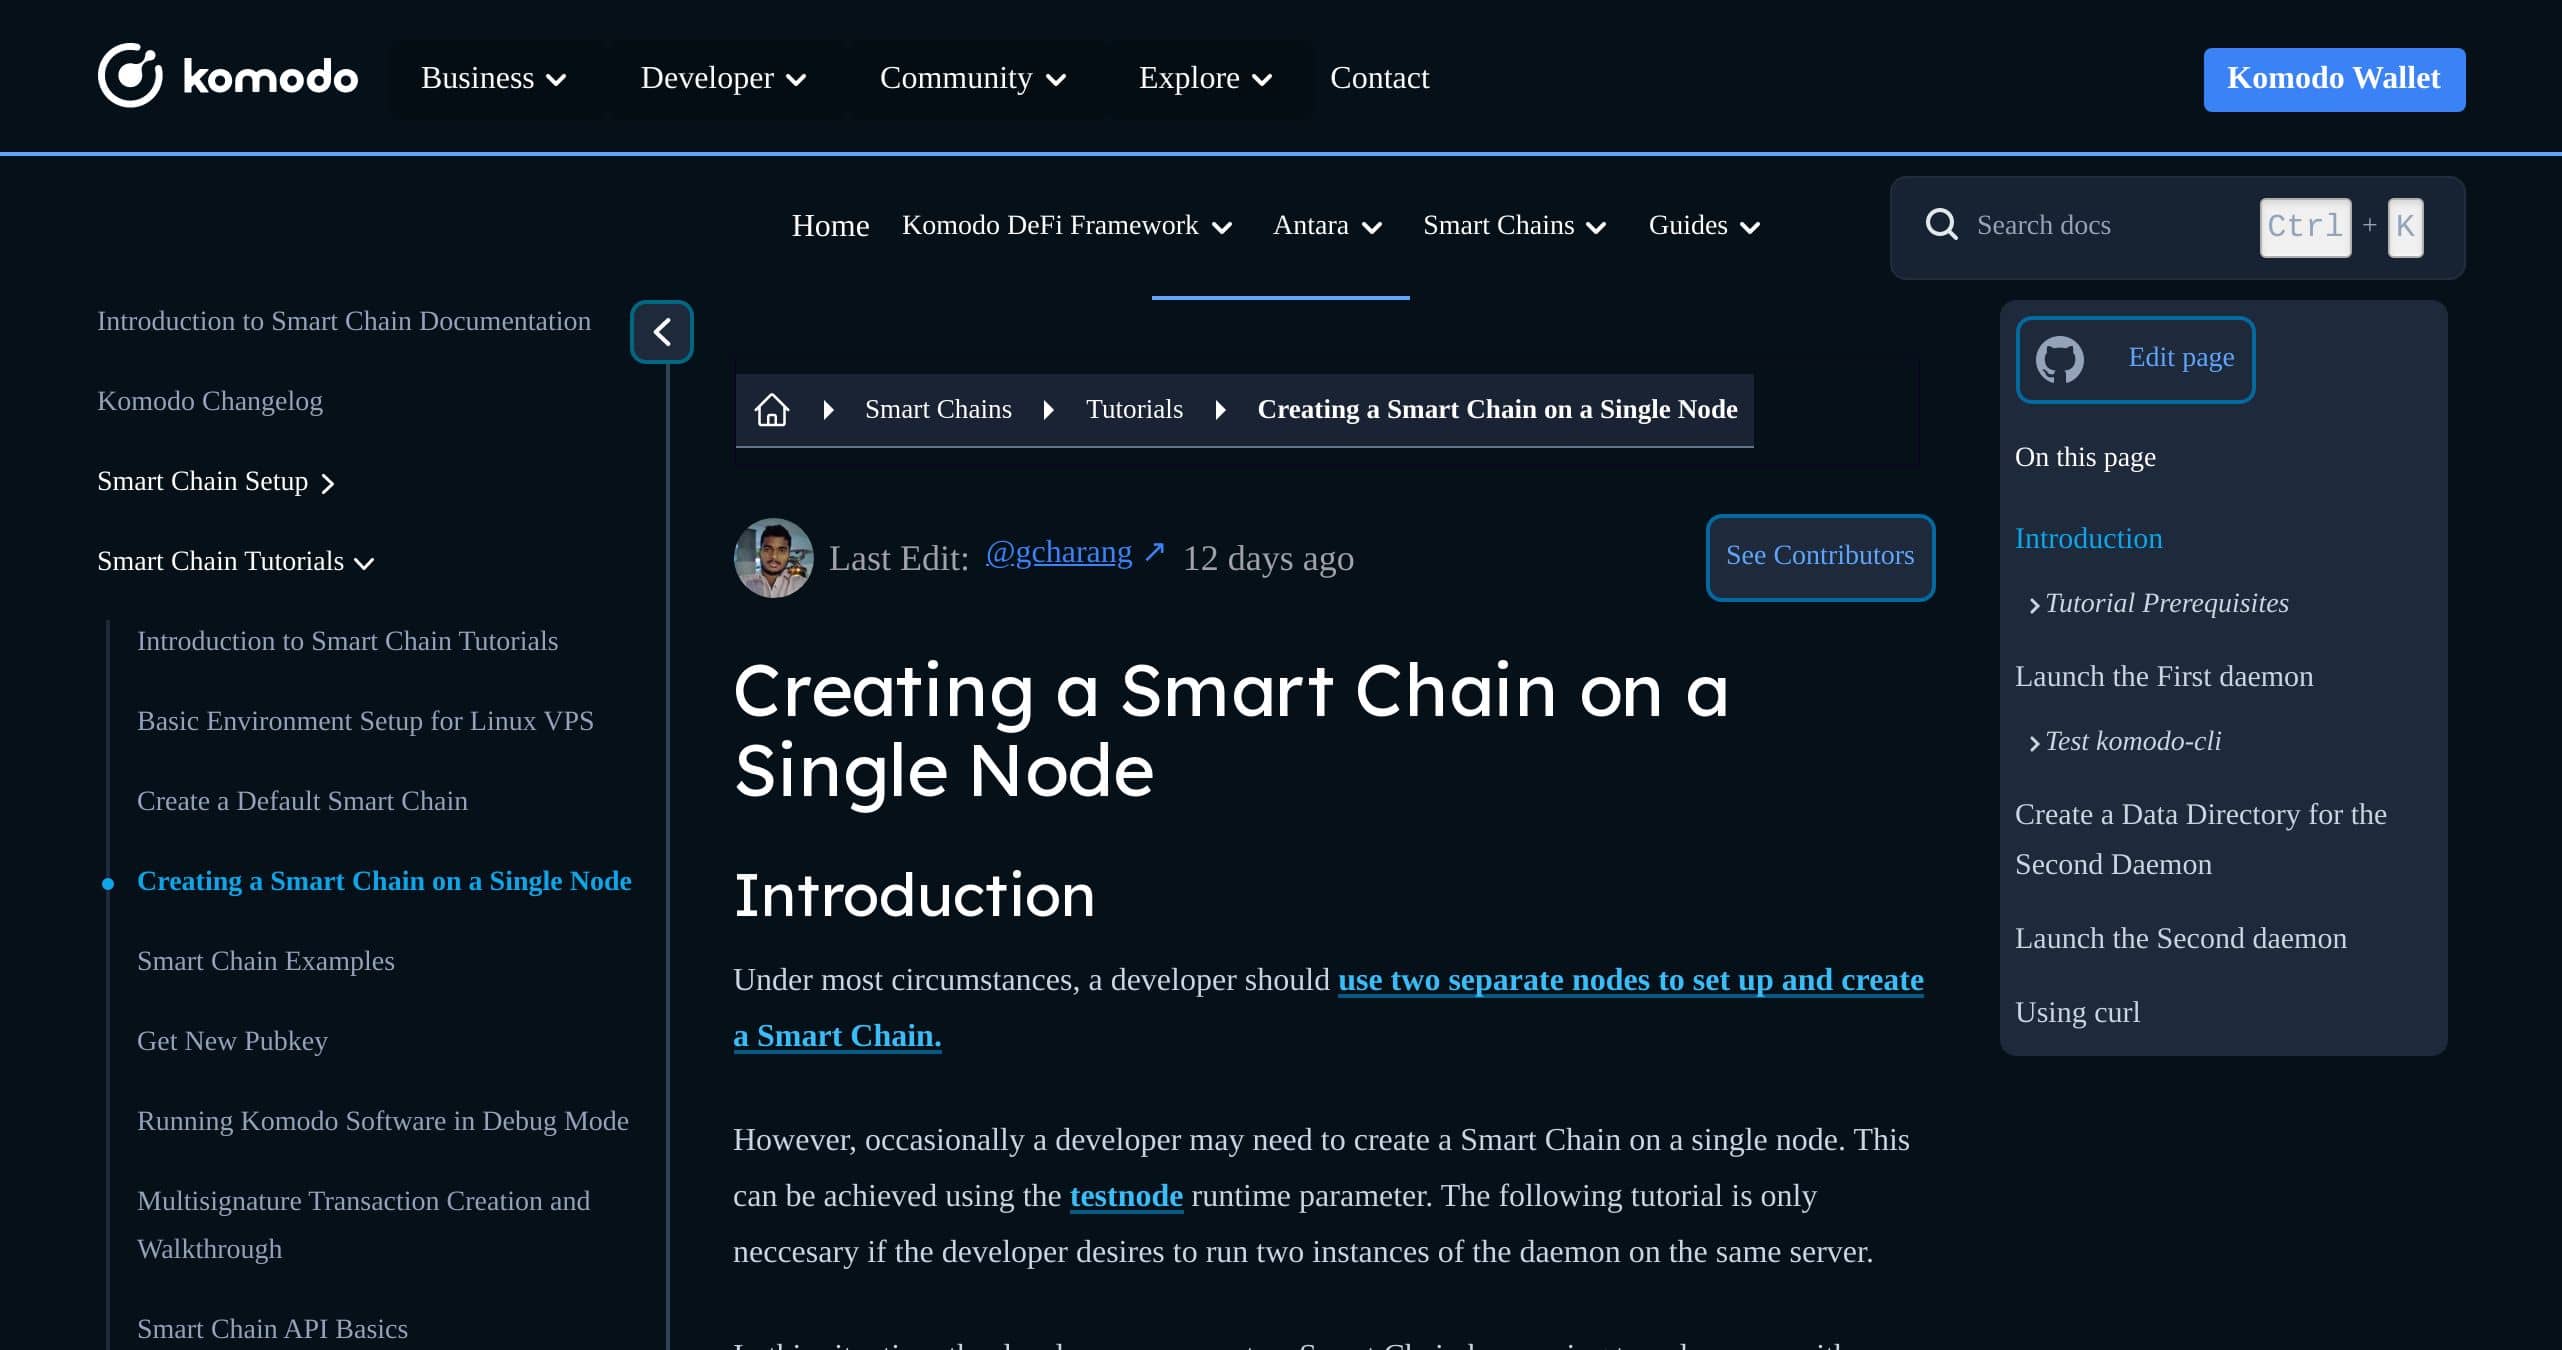 komodo
Business
Developer
Community
Explore
Contact
Komodo Wallet
Home
Komodo DeFi Framework
Antara
Smart Chains
Guides
Search docs
Ctrl + K
Introduction to Smart Chain Documentation
Komodo Changelog
Smart Chain Setup
Smart Chain Tutorials
Introduction to Smart Chain Tutorials
Basic Environment Setup for Linux VPS
Create a Default Smart Chain
Creating a Smart Chain on a Single Node
Smart Chain Examples
Get New Pubkey
Running Komodo Software in Debug Mode
Multisignature Transaction Creation and
Walkthrough
Smart Chain API Basics
Smart Chains
Tutorials
Creating a Smart Chain on a Single Node
Last Edit: @gcharang ↗ 12 days ago
See Contributors
Creating a Smart Chain on a
Single Node
Introduction
Under most circumstances, a developer should use two separate nodes to set up and create
a Smart Chain.
However, occasionally a developer may need to create a Smart Chain on a single node. This
can be achieved using the testnode runtime parameter. The following tutorial is only
neccesary if the developer desires to run two instances of the daemon on the same server.
Edit page
On this page
Introduction
Tutorial Prerequisites
Launch the First daemon
Test komodo-cli
Create a Data Directory for the
Second Daemon
Launch the Second daemon
Using curl